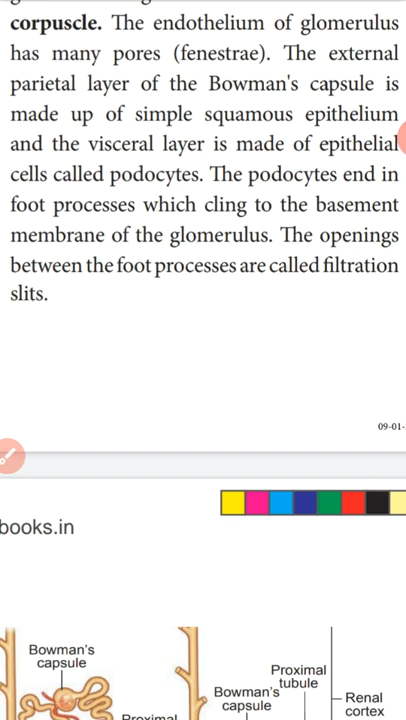 corpuscle. The endothelium of glomerulus
has many pores (fenestrae). The external
parietal layer of the Bowman's capsule is
made up of simple squamous epithelium
and the visceral layer is made of epithelial
cells called podocytes. The podocytes end in
foot processes which cling to the basement
membrane of the glomerulus. The openings
between the foot processes are called filtration
slits.
09-01-
books.in
Bowman's
capsule
Proximal
Proximal
tubule
Bowman's
capsule
Renal
cortex